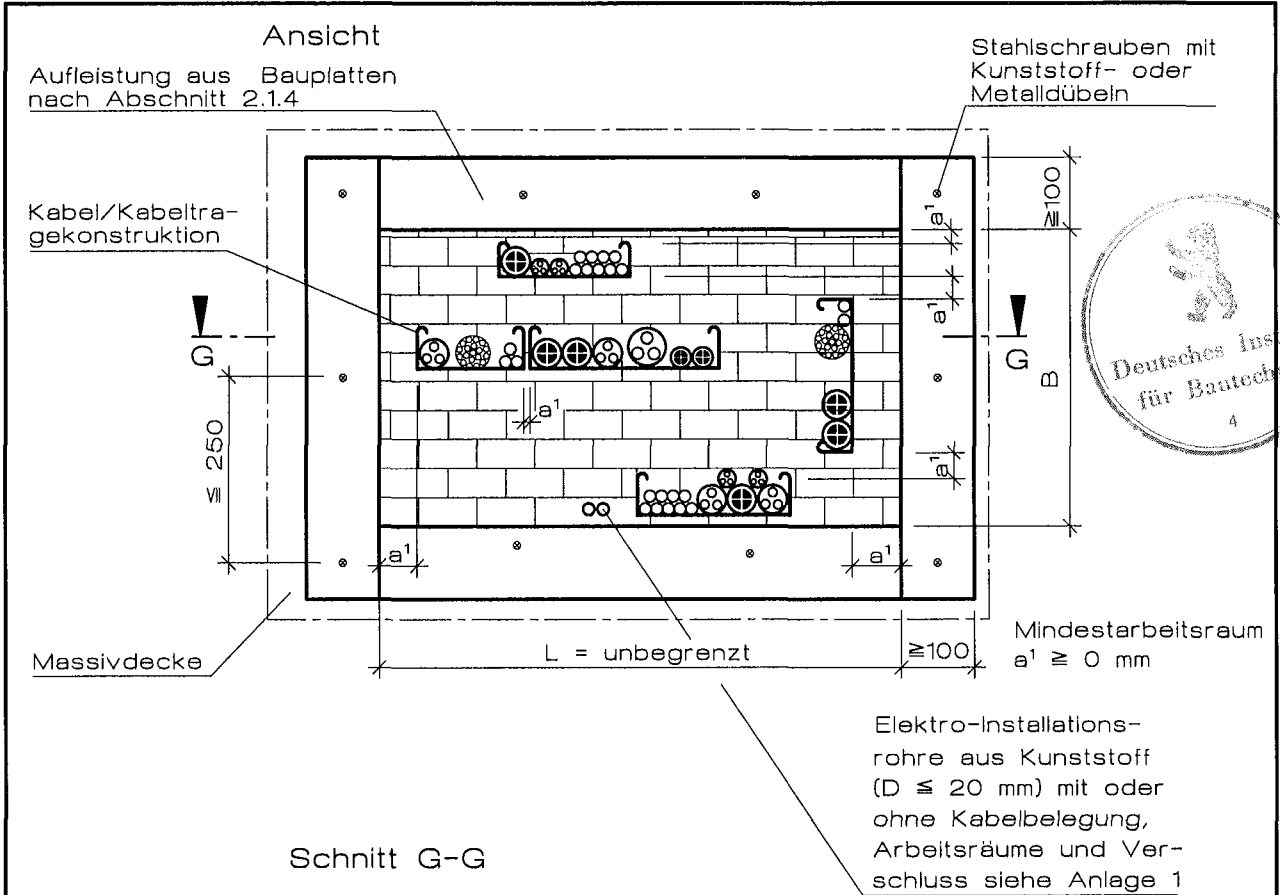 Ansicht
Aufleistung aus Bauplatten
nach Abschnitt 2.1.4
Stahlschrauben mit
Kunststoff- oder
Metalldübeln
Kabel/Kabeltra-
gekonstruktion
≧100
a¹
a¹
G
G
Deutsches Ins
für Bautech
4
B
a¹
≦ 250
a¹
a¹
a¹
Massivdecke
L = unbegrenzt
≧100
Mindestarbeitsraum
a¹ ≧ 0 mm
Elektro-Installations-
rohre aus Kunststoff
(D ≦ 20 mm) mit oder
ohne Kabelbelegung,
Arbeitsräume und Ver-
schluss siehe Anlage 1
Schnitt G-G